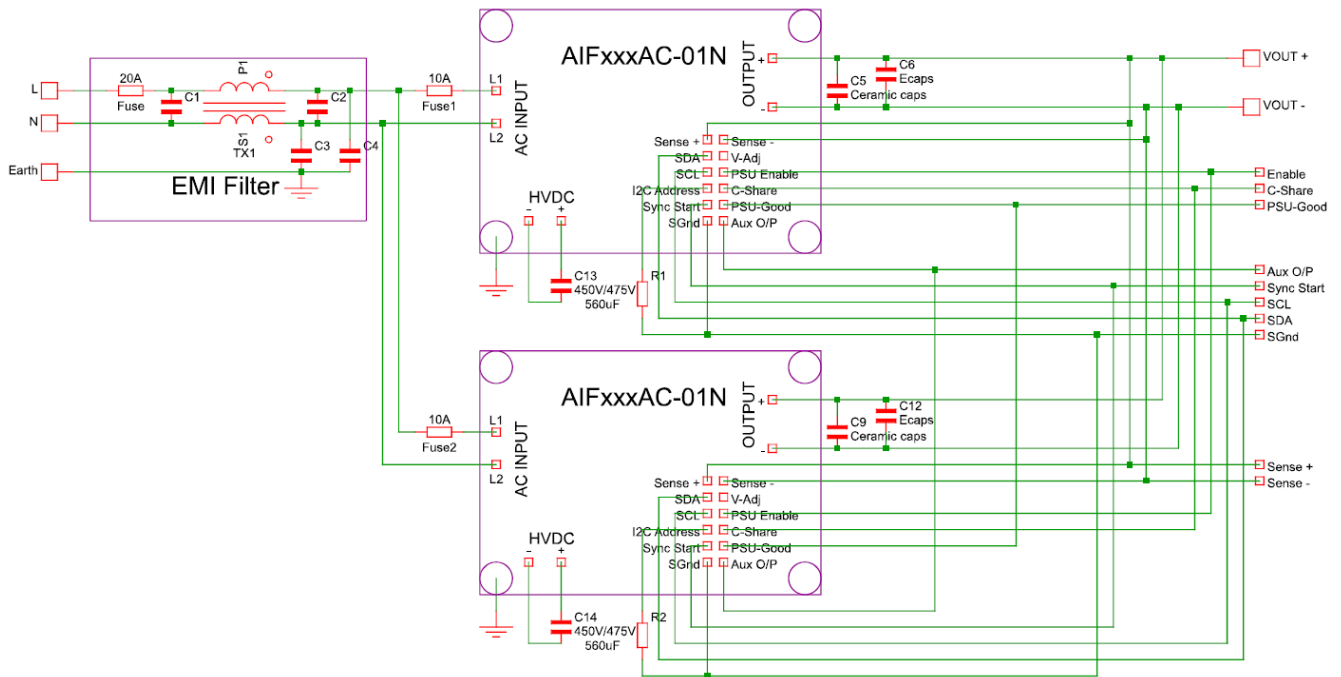 AIFxxxAC-01N
L
20A
Fuse
C1
P1
S1
TX1
C2
C3
C4
N
Earth
EMI Filter
10A
Fuse1
L1
L2
AC INPUT
OUTPUT
+
-
C5
Ceramic caps
C6
Ecaps
VOUT +
VOUT -
Sense +
Sense -
SDA
V-Adj
SCL
PSU Enable
I2C Address
C-Share
Sync Start
PSU-Good
SGnd
Aux O/P
HVDC
-
+
C13
450V/475V
560uF
R1
Enable
C-Share
PSU-Good
Aux O/P
Sync Start
SCL
SDA
SGnd
AIFxxxAC-01N
10A
Fuse2
L1
L2
AC INPUT
OUTPUT
+
-
C9
Ceramic caps
C12
Ecaps
Sense +
Sense -
SDA
V-Adj
SCL
PSU Enable
I2C Address
C-Share
Sync Start
PSU-Good
SGnd
Aux O/P
HVDC
-
+
C14
450V/475V
560uF
R2
Sense +
Sense -